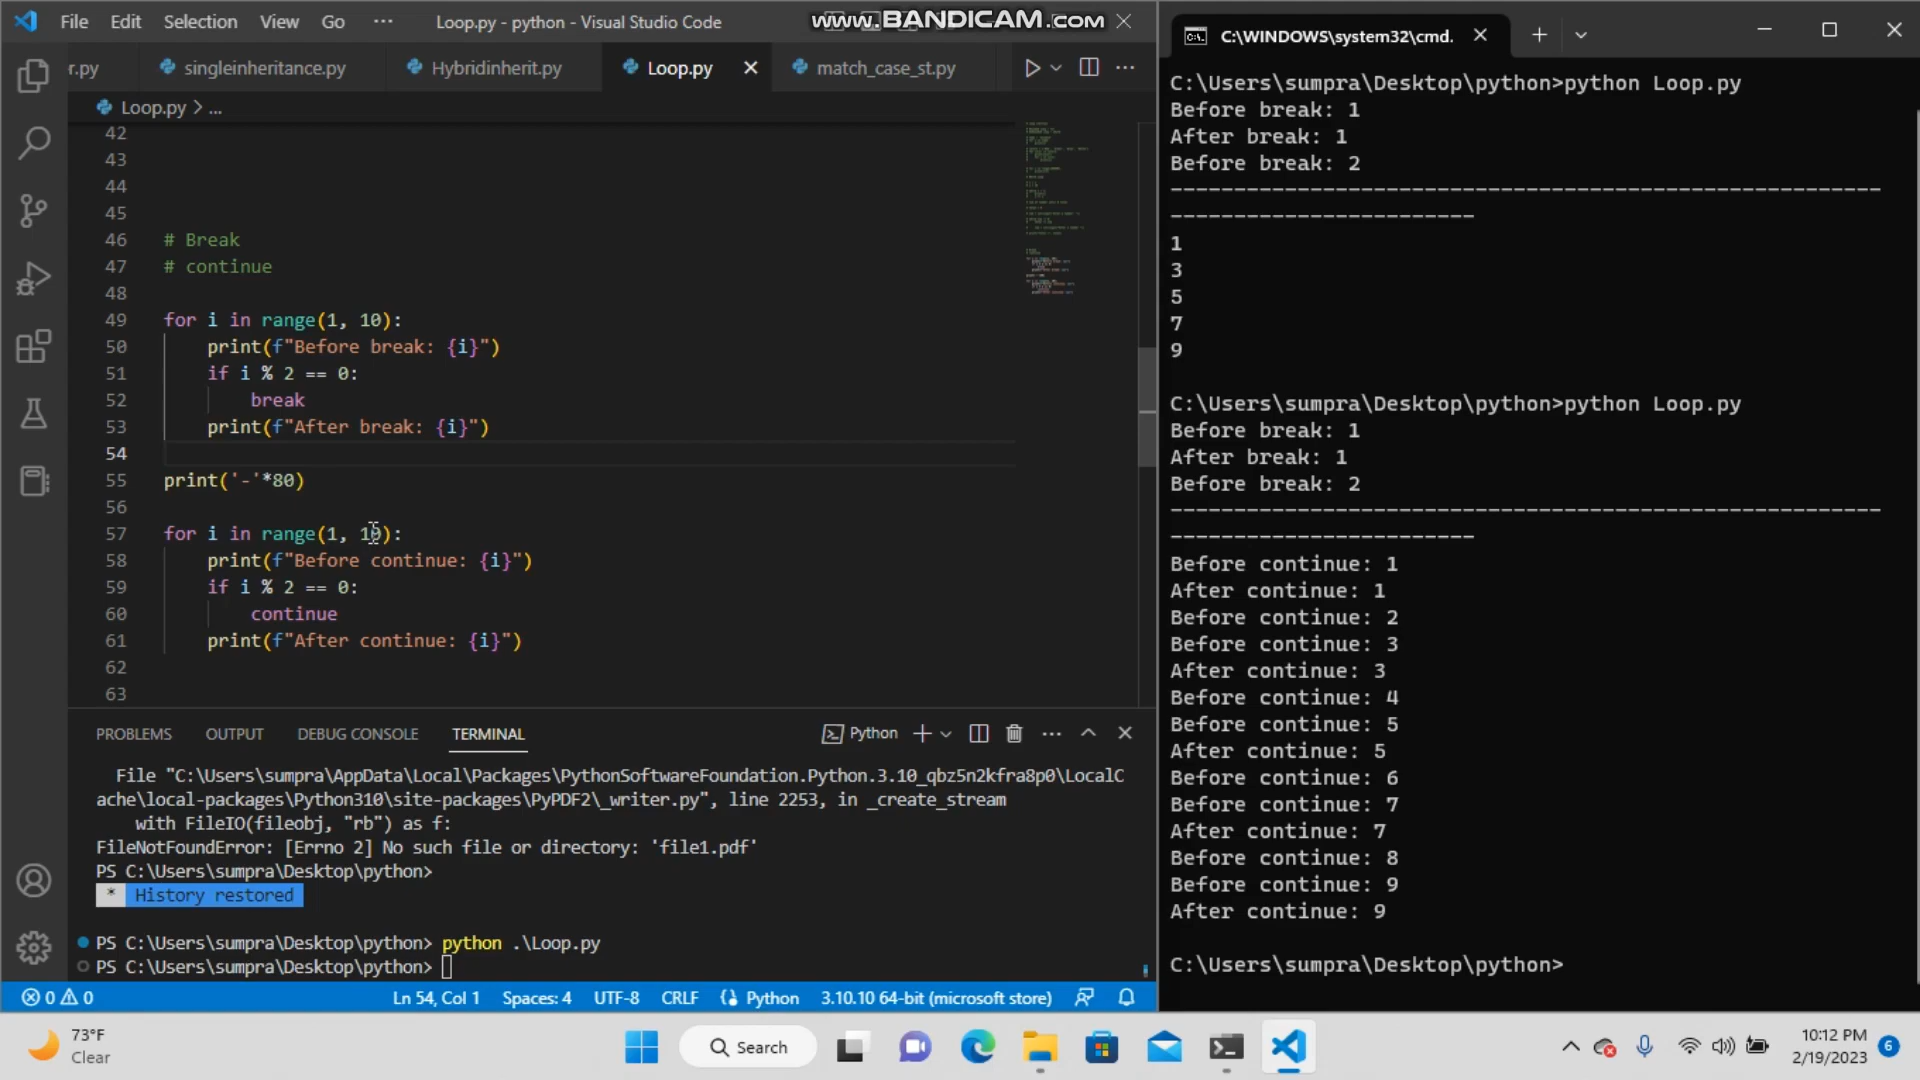 File Edit Selection View Go ··· Loop.py - python - Visual Studio Code
www.BANDICAM.com
r.py singleinheritance.py Hybridinherit.py Loop.py match_case_st.py
Loop.py > ...
42
43
44
45
46 # Break
47 # continue
48
49 for i in range(1, 10):
50 print(f"Before break: {i}")
51 if i % 2 == 0:
52 break
53 print(f"After break: {i}")
54
55 print('-'*80)
56
57 for i in range(1, 10):
58 print(f"Before continue: {i}")
59 if i % 2 == 0:
60 continue
61 print(f"After continue: {i}")
62
63
PROBLEMS OUTPUT DEBUG CONSOLE TERMINAL Python
File "C:\Users\sumpra\AppData\Local\Packages\PythonSoftwareFoundation.Python.3.10_qbz5n2kfra8p0\LocalC
ache\local-packages\Python310\site-packages\PyPDF2\_writer.py", line 2253, in _create_stream
with FileIO(fileobj, "rb") as f:
FileNotFoundError: [Errno 2] No such file or directory: 'file1.pdf'
PS C:\Users\sumpra\Desktop\python>
* History restored
PS C:\Users\sumpra\Desktop\python> python .\Loop.py
PS C:\Users\sumpra\Desktop\python>
0 0 Ln 54, Col 1 Spaces: 4 UTF-8 CRLF Python 3.10.10 64-bit (microsoft store)
C:\WINDOWS\system32\cmd.
C:\Users\sumpra\Desktop\python>python Loop.py
Before break: 1
After break: 1
Before break: 2
--------------------------------------------------------
------------------------
1
3
5
7
9
C:\Users\sumpra\Desktop\python>python Loop.py
Before break: 1
After break: 1
Before break: 2
--------------------------------------------------------
------------------------
Before continue: 1
After continue: 1
Before continue: 2
Before continue: 3
After continue: 3
Before continue: 4
Before continue: 5
After continue: 5
Before continue: 6
Before continue: 7
After continue: 7
Before continue: 8
Before continue: 9
After continue: 9
C:\Users\sumpra\Desktop\python>
73°F
Clear
Search
10:12 PM
2/19/2023
6